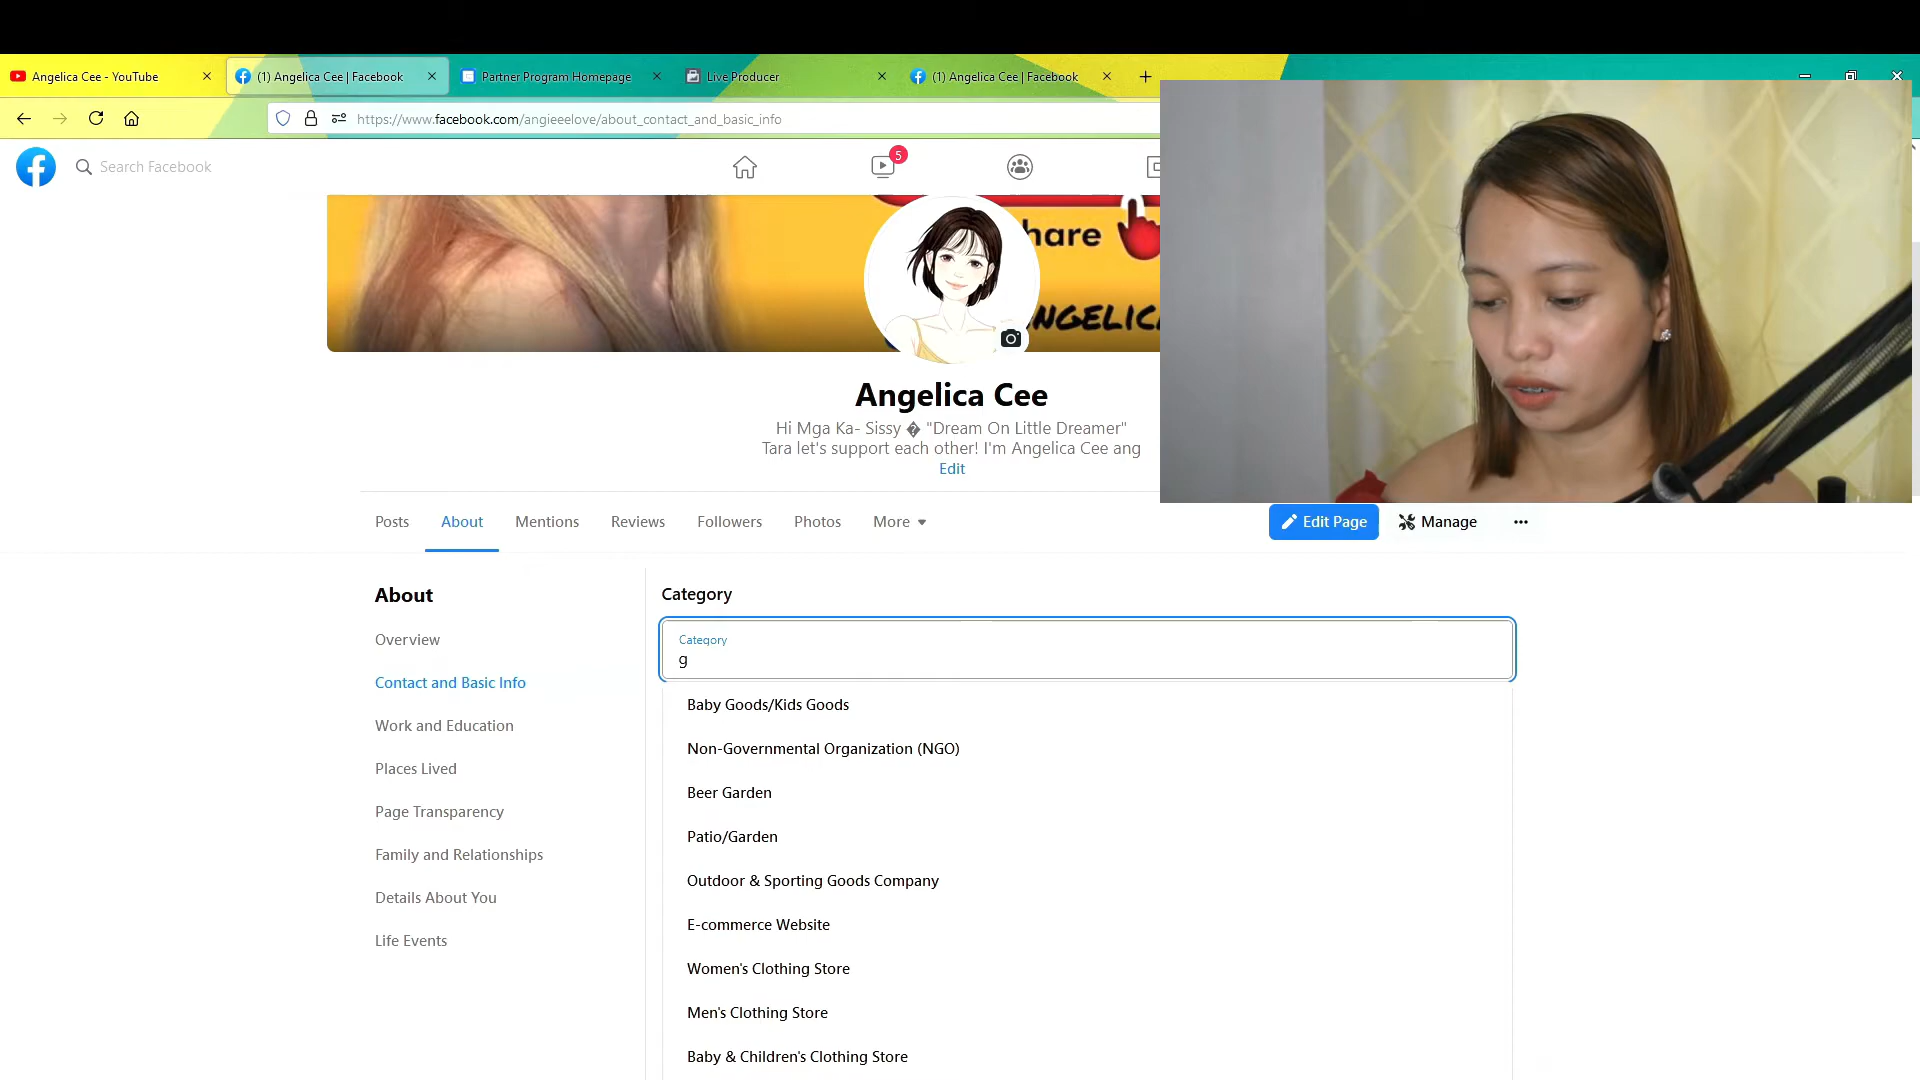 Angelica Cee - YouTube
(1) Angelica Cee | Facebook
Partner Program Homepage
Live Producer
(1) Angelica Cee | Facebook
https://www.facebook.com/angieeelove/about_contact_and_basic_info
Search Facebook
5
hare
NGELIC
Angelica Cee
Hi Mga Ka- Sissy � "Dream On Little Dreamer"
Tara let's support each other! I'm Angelica Cee ang
Edit
Posts
About
Mentions
Reviews
Followers
Photos
More
Edit Page
Manage
About
Overview
Contact and Basic Info
Work and Education
Places Lived
Page Transparency
Family and Relationships
Details About You
Life Events
Category
Category
g
Baby Goods/Kids Goods
Non-Governmental Organization (NGO)
Beer Garden
Patio/Garden
Outdoor & Sporting Goods Company
E-commerce Website
Women's Clothing Store
Men's Clothing Store
Baby & Children's Clothing Store